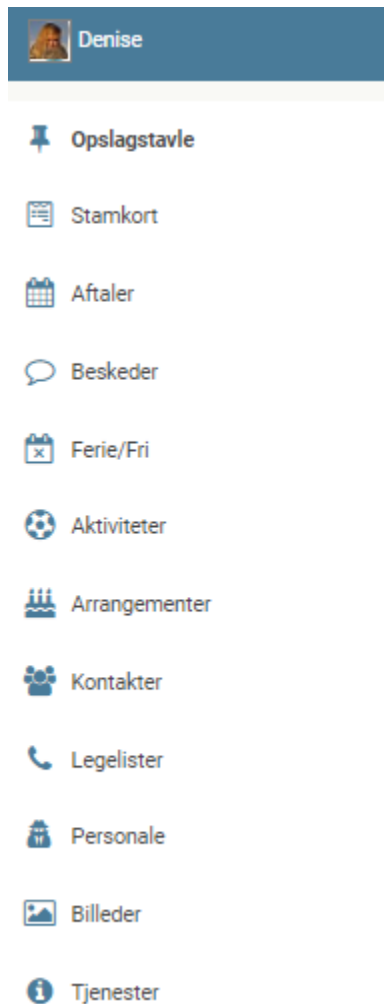 Denise
Opslagstavle
Stamkort
Aftaler
Beskeder
Ferie/Fri
Aktiviteter
Arrangementer
Kontakter
Legelister
Personale
Billeder
Tjenester